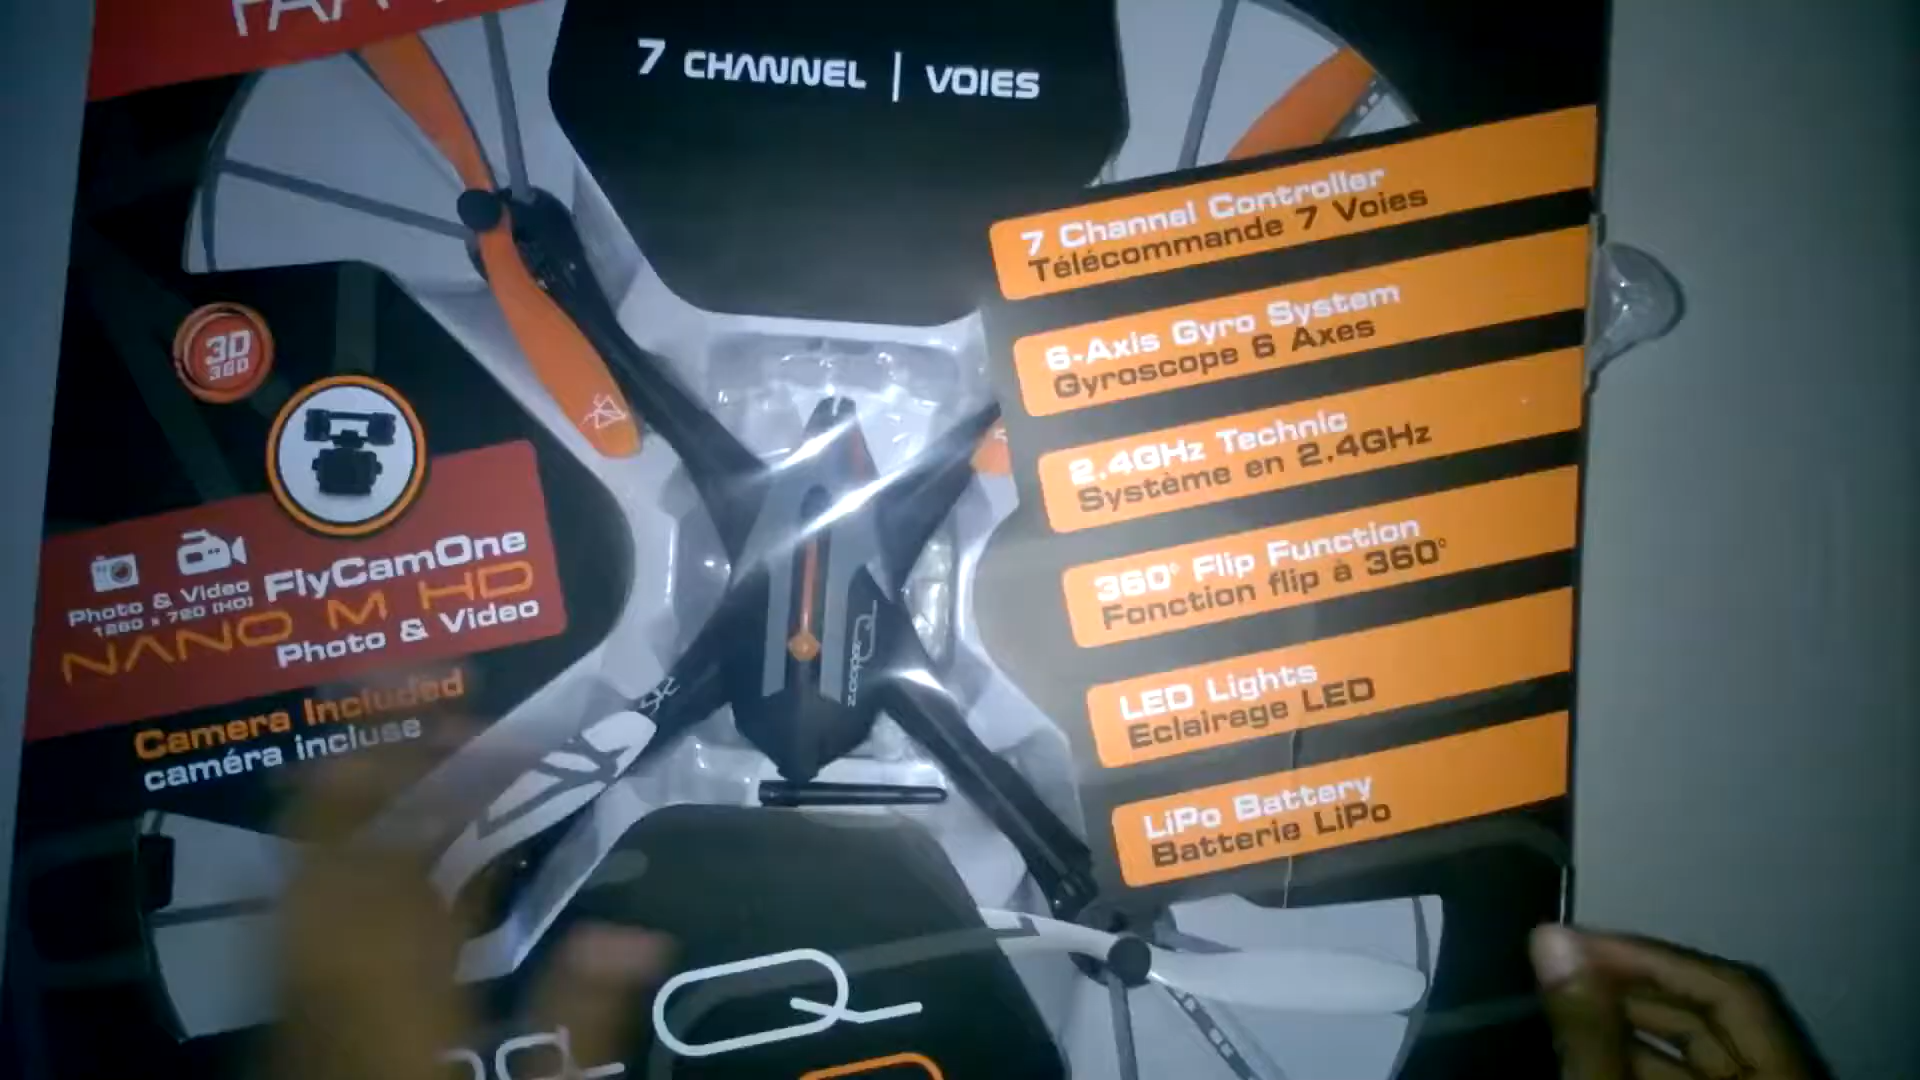 7 CHANNEL | VOIES
7 Channel Controller
Télécommande 7 Voies
6-Axis Gyro System
Gyroscope 6 Axes
2.4GHz Technic
Système en 2.4GHz
360° Flip Function
Fonction flip à 360°
LED Lights
Eclairage LED
LiPo Battery
Batterie LiPo
3D
360
Photo & Video
1280 x 720 (HD)
FlyCamOne
NANO M HD
Photo & Video
Camera Included
caméra incluse